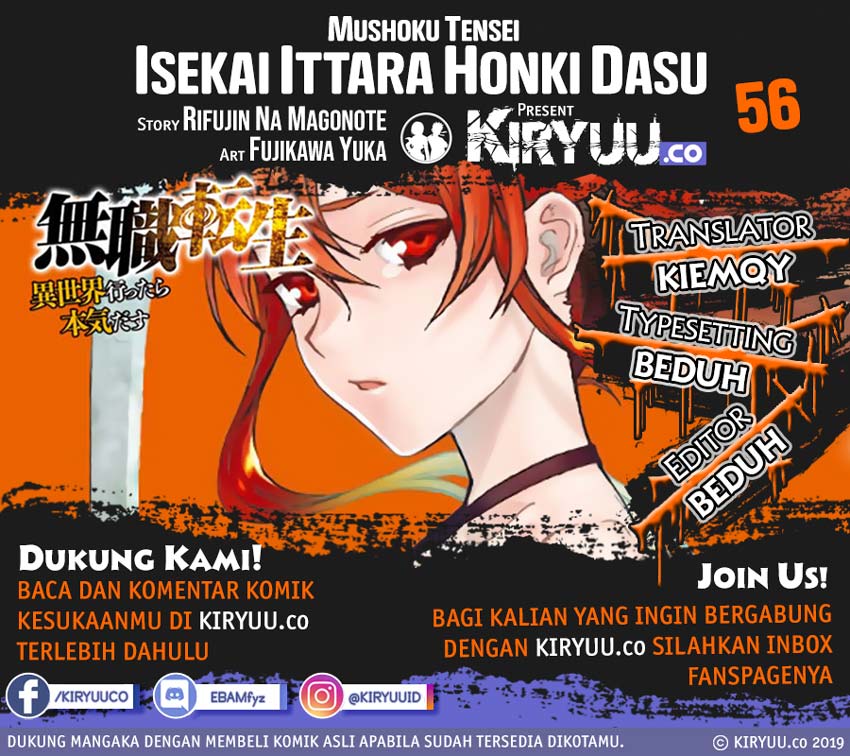 MUSHOKU TENSEI
ISEKAI ITTARA HONKI DASU
56
STORY RIFUJIN NA MAGONOTE
ART FUJIKAWA YUKA
PRESENT
KIRYUU.CO
無職転生
異世界行ったら
本気だす
TRANSLATOR
KIEMQY
TYPESETTING
BEDUH
EDITOR
BEDUH
DUKUNG KAMI!
BACA DAN KOMENTAR KOMIK
KESUKAANMU DI KIRYUU.CO
TERLEBIH DAHULU
JOIN US!
BAGI KALIAN YANG INGIN BERGABUNG
DENGAN KIRYUU.CO SILAHKAN INBOX
FANSPAGENYA
/KIRYUUCO
EBAMfyz
@KIRYUUID
DUKUNG MANGAKA DENGAN MEMBELI KOMIK ASLI APABILA SUDAH TERSEDIA DIKOTAMU.
© KIRYUU.CO 2019